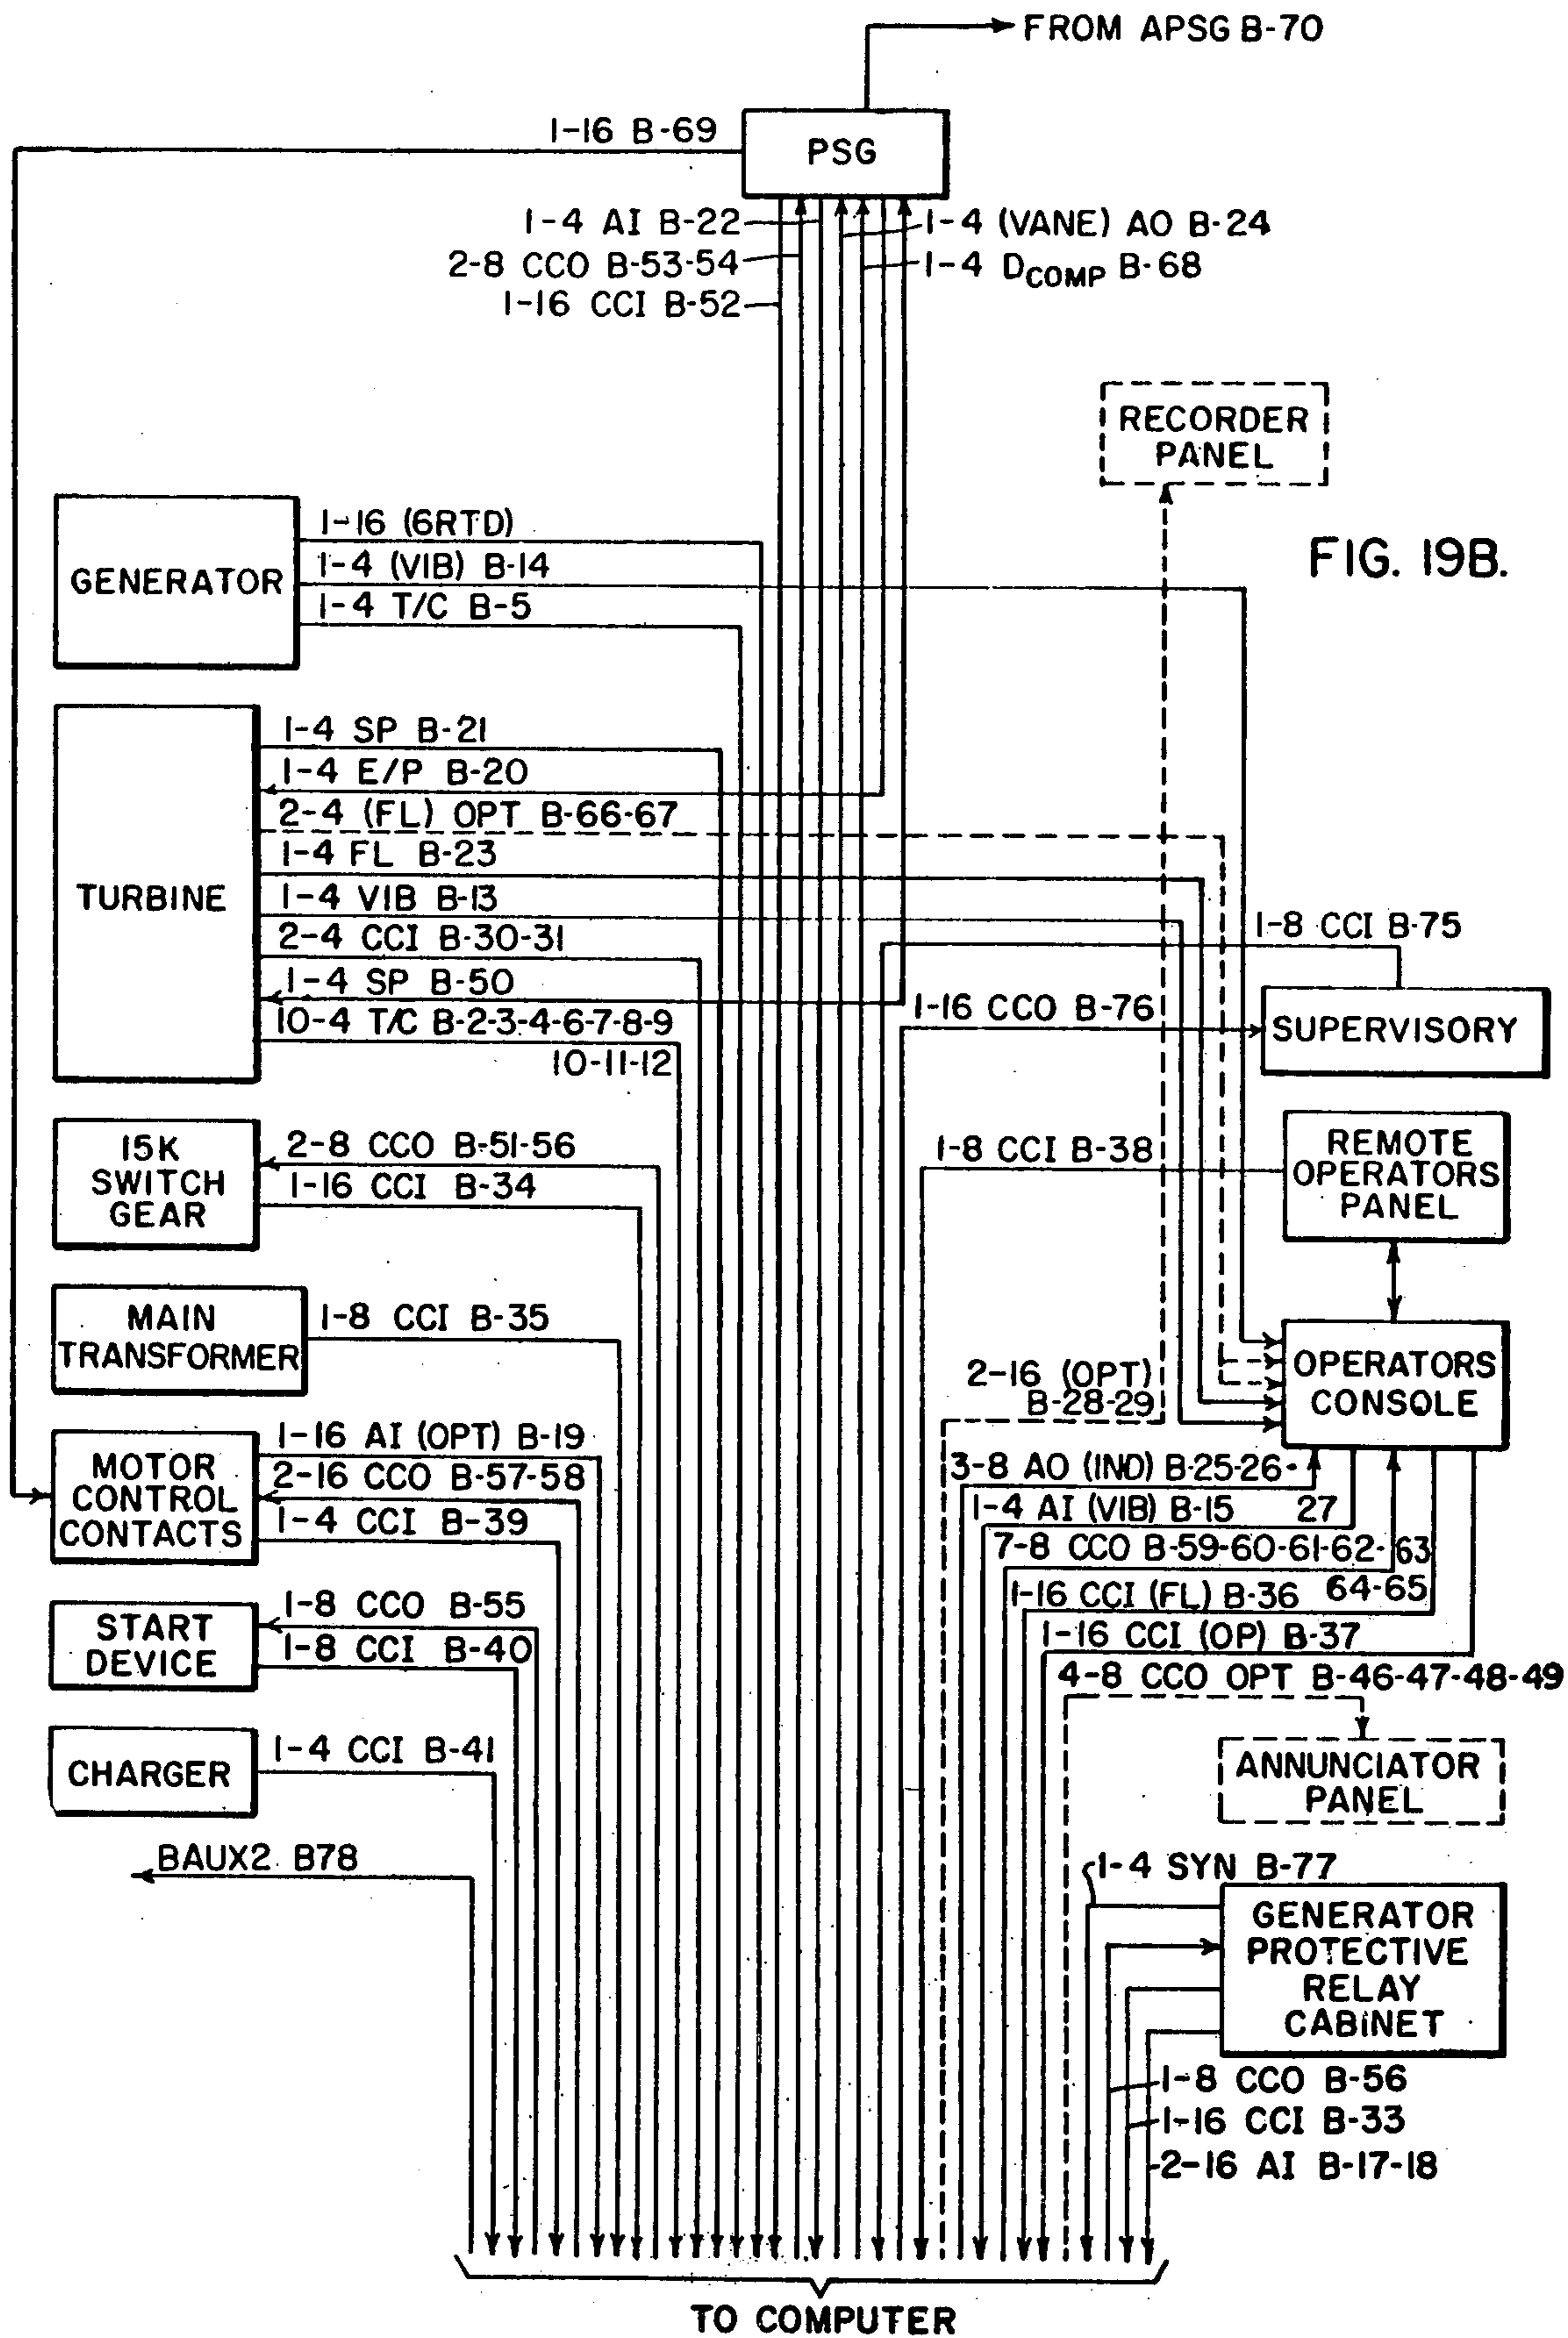 FROM APSG B-70
1-16 B-69
PSG
1-4 AI B-22
1-4 (VANE) AO B-24
2-8 CCO B-53-54
1-4 DCOMP B-68
1-16 CCI B-52
RECORDER
PANEL
FIG. 19B.
GENERATOR
1-16 (6RTD)
1-4 (VIB) B-14
1-4 T/C B-5
TURBINE
1-4 SP B-21
1-4 E/P B-20
2-4 (FL) OPT B-66-67
1-4 FL B-23
1-4 VIB B-13
2-4 CCI B-30-31
1-4 SP B-50
10-4 T/C B-2-3-4-6-7-8-9
10-11-12
1-8 CCI B-75
1-16 CCO B-76
SUPERVISORY
15K
SWITCH
GEAR
2-8 CCO B-51-56
1-16 CCI B-34
1-8 CCI B-38
REMOTE
OPERATORS
PANEL
MAIN
TRANSFORMER
1-8 CCI B-35
OPERATORS
CONSOLE
2-16 (OPT)
B-28-29
MOTOR
CONTROL
CONTACTS
1-16 AI (OPT) B-19
2-16 CCO B-57-58
1-4 CCI B-39
3-8 AO (IND) B-25-26-
27
1-4 AI (VIB) B-15
7-8 CCO B-59-60-61-62-63
64-65
1-16 CCI (FL) B-36
1-16 CCI (OP) B-37
4-8 CCO OPT B-46-47-48-49
START
DEVICE
1-8 CCO B-55
1-8 CCI B-40
CHARGER
1-4 CCI B-41
ANNUNCIATOR
PANEL
BAUX2 B78
1-4 SYN B-77
GENERATOR
PROTECTIVE
RELAY
CABINET
1-8 CCO B-56
1-16 CCI B-33
2-16 AI B-17-18
TO COMPUTER